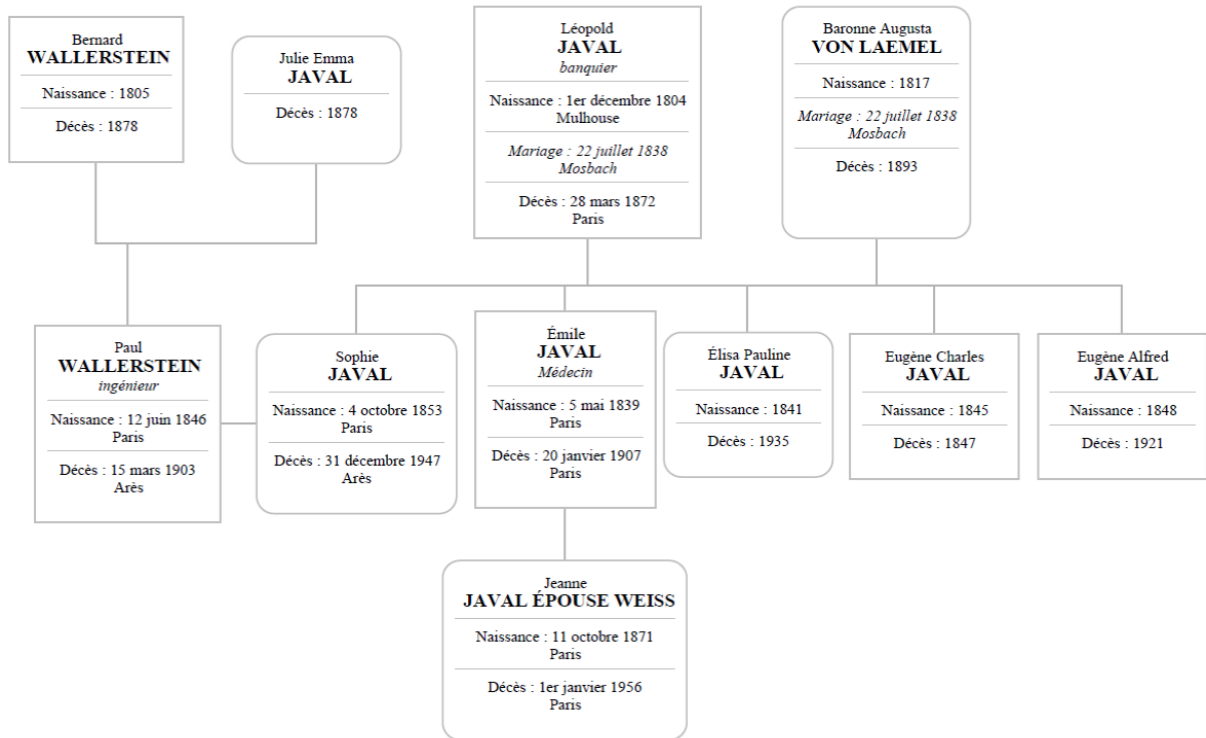 Bernard
WALLERSTEIN
Naissance : 1805
Décès : 1878
Julie Emma
JAVAL
Décès : 1878
Léopold
JAVAL
banquier
Naissance : 1er décembre 1804
Mulhouse
Mariage : 22 juillet 1838
Mosbach
Décès : 28 mars 1872
Paris
Baronne Augusta
VON LAEMEL
Naissance : 1817
Mariage : 22 juillet 1838
Mosbach
Décès : 1893
Paul
WALLERSTEIN
ingénieur
Naissance : 12 juin 1846
Paris
Décès : 15 mars 1903
Arès
Sophie
JAVAL
Naissance : 4 octobre 1853
Paris
Décès : 31 décembre 1947
Arès
Émile
JAVAL
Médecin
Naissance : 5 mai 1839
Paris
Décès : 20 janvier 1907
Paris
Élisa Pauline
JAVAL
Naissance : 1841
Décès : 1935
Eugène Charles
JAVAL
Naissance : 1845
Décès : 1847
Eugène Alfred
JAVAL
Naissance : 1848
Décès : 1921
Jeanne
JAVAL ÉPOUSE WEISS
Naissance : 11 octobre 1871
Paris
Décès : 1er janvier 1956
Paris